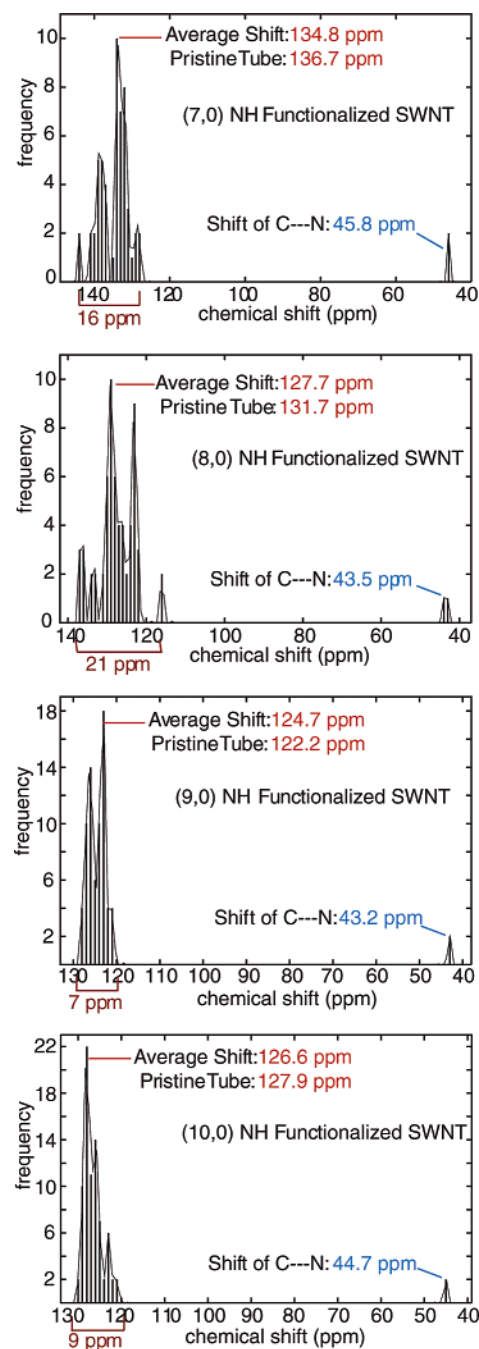 10
Average Shift:134.8 ppm
Pristine Tube:136.7 ppm
8
(7,0) NH Functionalized SWNT
6
frequency
4
Shift of C---N: 45.8 ppm
2
0
140 120 100 80 60 40
16 ppm
chemical shift (ppm)
10
Average Shift:127.7 ppm
Pristine Tube:131.7 ppm
8
(8,0) NH Functionalized SWNT
6
frequency
4
Shift of C---N: 43.5 ppm
2
0
140 120 100 80 60 40
21 ppm
chemical shift (ppm)
18
Average Shift:124.7 ppm
Pristine Tube:122.2 ppm
14
(9,0) NH Functionalized SWNT
10
frequency
6
Shift of C---N: 43.2 ppm
2
130 120 110 100 90 80 70 60 50 40
7 ppm
chemical shift (ppm)
22
Average Shift:126.6 ppm
Pristine Tube:127.9 ppm
18
(10,0) NH Functionalized SWNT
14
frequency
10
6
Shift of C---N: 44.7 ppm
2
130 120 110 100 90 80 70 60 50 40
9 ppm
chemical shift (ppm)